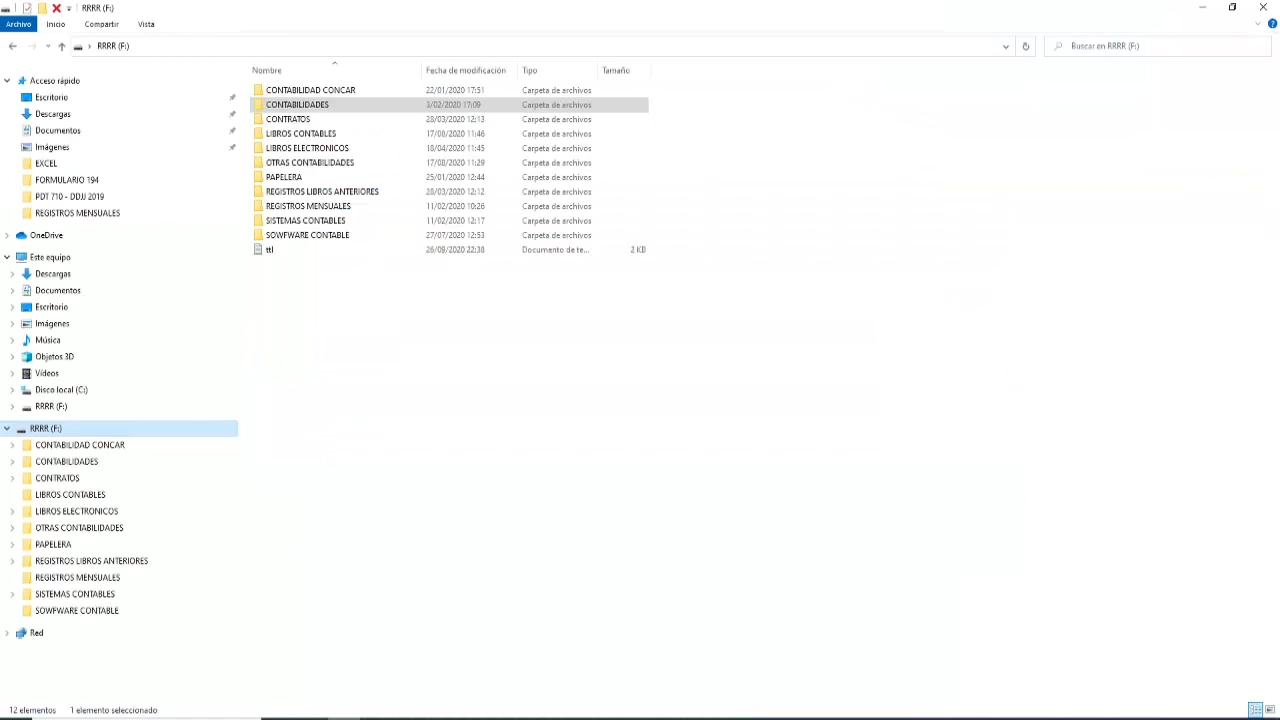 RRRR (F:)
Archivo Inicio Compartir Vista
RRRR (F:) Buscar en RRRR (F:)
Nombre Fecha de modificación Tipo Tamaño
CONTABILIDAD CONCAR 22/01/2020 17:51 Carpeta de archivos
CONTABILIDADES 3/02/2020 17:09 Carpeta de archivos
CONTRATOS 28/03/2020 12:13 Carpeta de archivos
LIBROS CONTABLES 17/08/2020 11:46 Carpeta de archivos
LIBROS ELECTRONICOS 18/04/2020 11:45 Carpeta de archivos
OTRAS CONTABILIDADES 17/08/2020 11:29 Carpeta de archivos
PAPELERA 25/01/2020 12:44 Carpeta de archivos
REGISTROS LIBROS ANTERIORES 28/03/2020 12:12 Carpeta de archivos
REGISTROS MENSUALES 11/02/2020 10:26 Carpeta de archivos
SISTEMAS CONTABLES 11/02/2020 12:17 Carpeta de archivos
SOWFWARE CONTABLE 27/07/2020 12:53 Carpeta de archivos
ttl 26/09/2020 22:38 Documento de te... 2 KB
Acceso rápido
Escritorio
Descargas
Documentos
Imágenes
EXCEL
FORMULARIO 194
PDT 710 - DDJJ 2019
REGISTROS MENSUALES
OneDrive
Este equipo
Descargas
Documentos
Escritorio
Imágenes
Música
Objetos 3D
Vídeos
Disco local (C:)
RRRR (F:)
RRRR (F:)
CONTABILIDAD CONCAR
CONTABILIDADES
CONTRATOS
LIBROS CONTABLES
LIBROS ELECTRONICOS
OTRAS CONTABILIDADES
PAPELERA
REGISTROS LIBROS ANTERIORES
REGISTROS MENSUALES
SISTEMAS CONTABLES
SOWFWARE CONTABLE
Red
12 elementos 1 elemento seleccionado